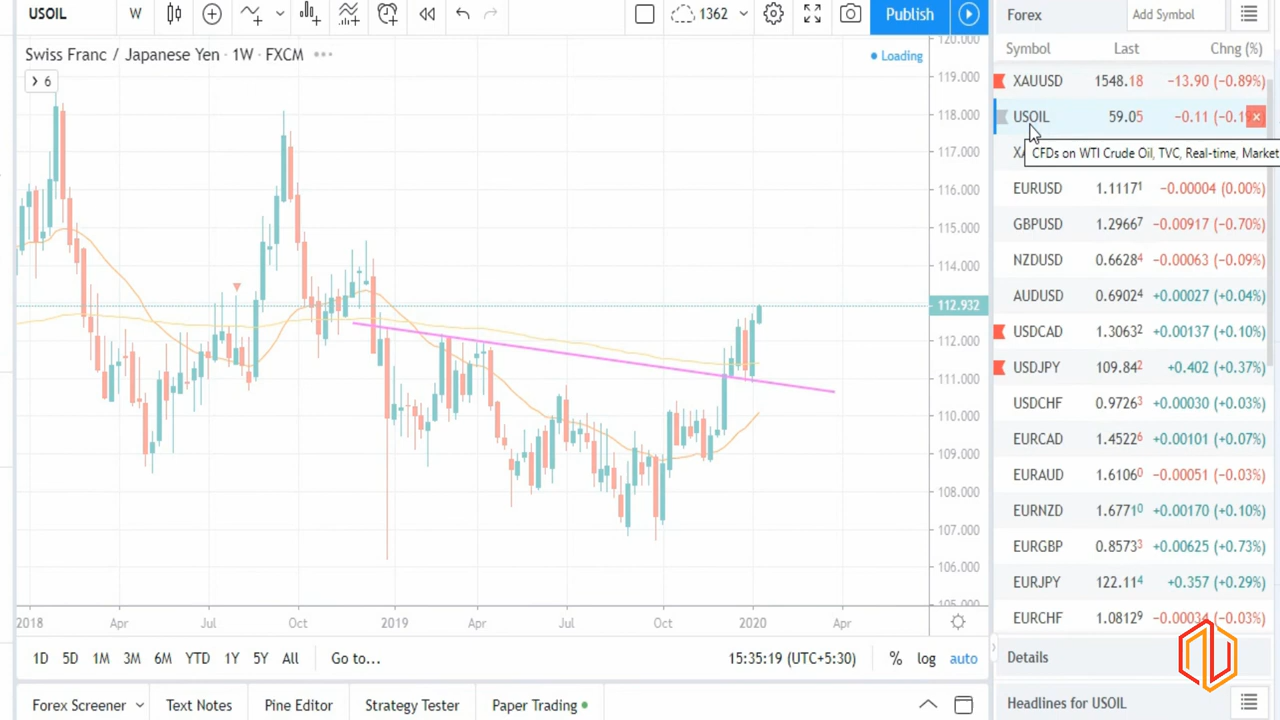 USOIL W 1362 Publish
Swiss Franc / Japanese Yen · 1W · FXCM
Loading
6
120.000
119.000
118.000
117.000
116.000
115.000
114.000
112.932
112.000
111.000
110.000
109.000
108.000
107.000
106.000
105.000
2018 Apr Jul Oct 2019 Apr Jul Oct 2020 Apr
1D 5D 1M 3M 6M YTD 1Y 5Y All Go to... 15:35:19 (UTC+5:30) % log auto
Forex Screener Text Notes Pine Editor Strategy Tester Paper Trading
Forex Add Symbol
Symbol Last Chng (%)
XAUUSD 1548.18 −13.90 (−0.89%)
USOIL 59.05 −0.11 (−0.19%)
CFDs on WTI Crude Oil, TVC, Real-time, Market
EURUSD 1.11171 −0.00004 (0.00%)
GBPUSD 1.29667 −0.00917 (−0.70%)
NZDUSD 0.66284 −0.00063 (−0.09%)
AUDUSD 0.69024 +0.00027 (+0.04%)
USDCAD 1.30632 +0.00137 (+0.10%)
USDJPY 109.842 +0.402 (+0.37%)
USDCHF 0.97263 +0.00030 (+0.03%)
EURCAD 1.45226 +0.00101 (+0.07%)
EURAUD 1.61060 −0.00051 (−0.03%)
EURNZD 1.67710 +0.00170 (+0.10%)
EURGBP 0.85733 +0.00625 (+0.73%)
EURJPY 122.114 +0.357 (+0.29%)
EURCHF 1.08129 −0.00034 (−0.03%)
Details
Headlines for USOIL